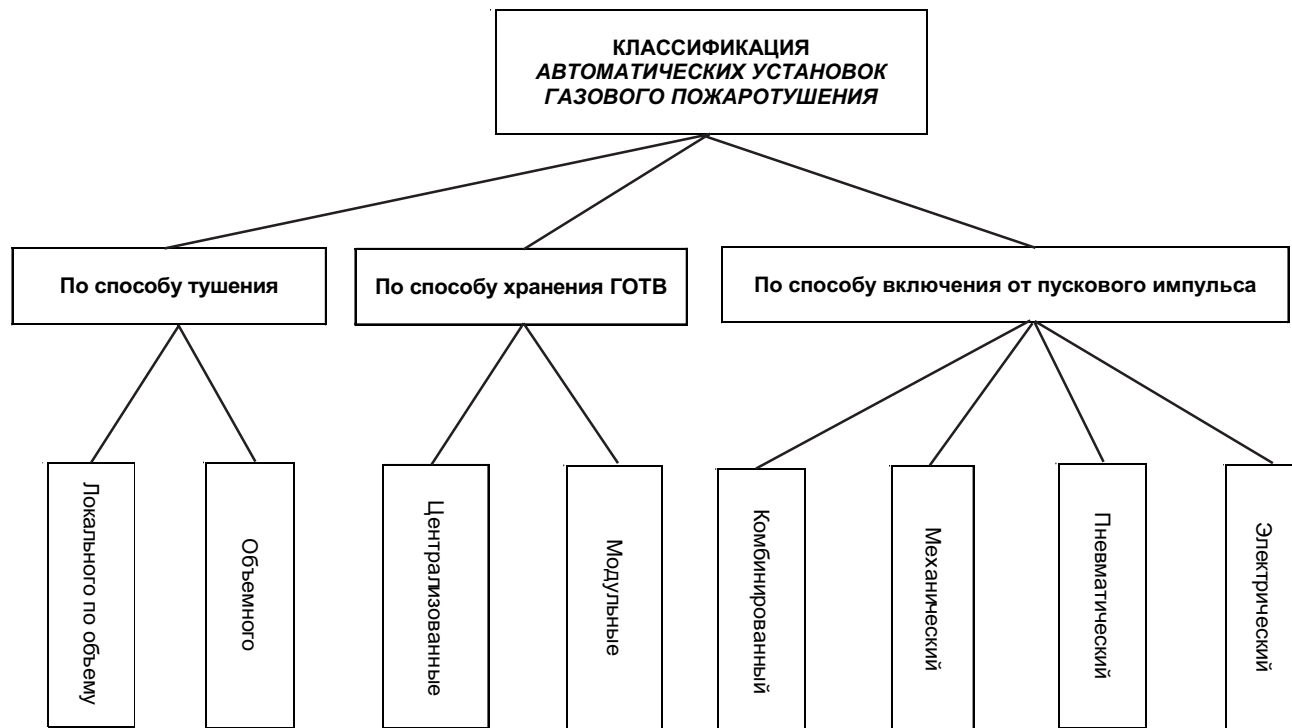 КЛАССИФИКАЦИЯ
АВТОМАТИЧЕСКИХ УСТАНОВОК
ГАЗОВОГО ПОЖАРОТУШЕНИЯ
По способу тушения
По способу хранения ГОТВ
По способу включения от пускового импульса
Локального по объему
Объемного
Централизованные
Модульные
Комбинированный
Механический
Пневматический
Электрический